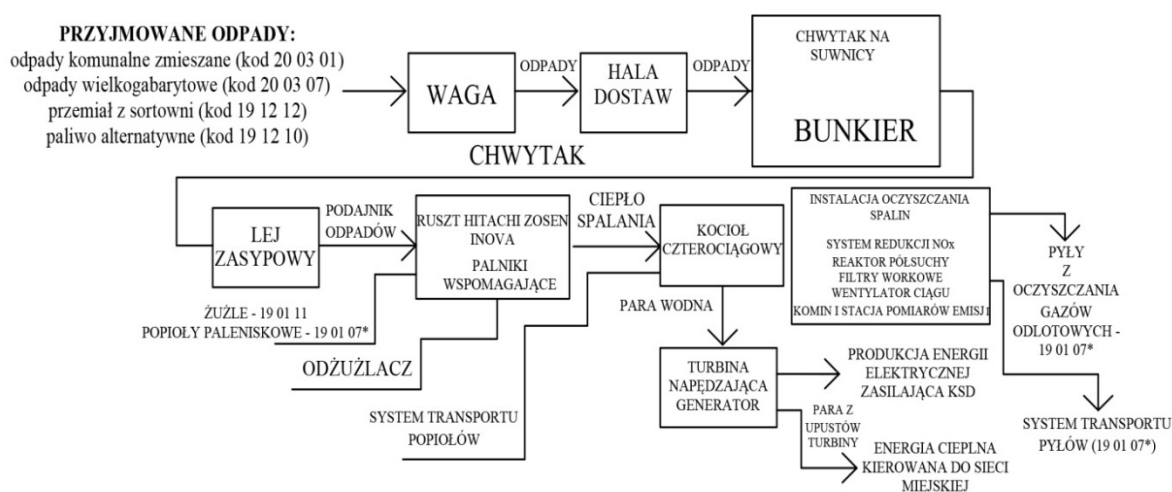 PRZYJMOWANE ODPADY:
odpady komunalne zmieszane (kod 20 03 01)
odpady wielkogabarytowe (kod 20 03 07)
przemiał z sortowni (kod 19 12 12)
paliwo alternatywne (kod 19 12 10)
WAGA
ODPADY
HALA
DOSTAW
ODPADY
CHWYTAK NA
SUWNICY
BUNKIER
CHWYTAK
LEJ
ZASYPOWY
PODAJNIK
ODPADÓW
RUSZT HITACHI ZOSEN
INOVA
PALNIKI
WSPOMAGAJĄCE
CIEPŁO
SPALANIA
KOCIOŁ
CZTEROCIĄGOWY
INSTALACJA OCZYSZCZANIA
SPALIN
SYSTEM REDUKCJI NOx
REAKTOR PÓŁSUCHY
FILTRY WORKOWE
WENTYLATOR CIĄGU
KOMIN I STACJA POMIARÓW EMISJI
PYŁY
Z
OCZYSZCZANIA
GAZÓW
ODLOTOWYCH -
19 01 07*
ŻUŻLE - 19 01 11
POPIOŁY PALENISKOWE - 19 01 07*
ODŻUŻLACZ
SYSTEM TRANSPORTU
POPIOŁÓW
PARA WODNA
TURBINA
NAPĘDZAJĄCA
GENERATOR
PRODUKCJA ENERGII
ELEKTRYCZNEJ
ZASILAJĄCA KSD
PARA Z
UPUSTÓW
TURBINY
ENERGIA CIEPLNA
KIEROWANA DO SIECI
MIEJSKIEJ
SYSTEM TRANSPORTU
PYŁÓW (19 01 07*)